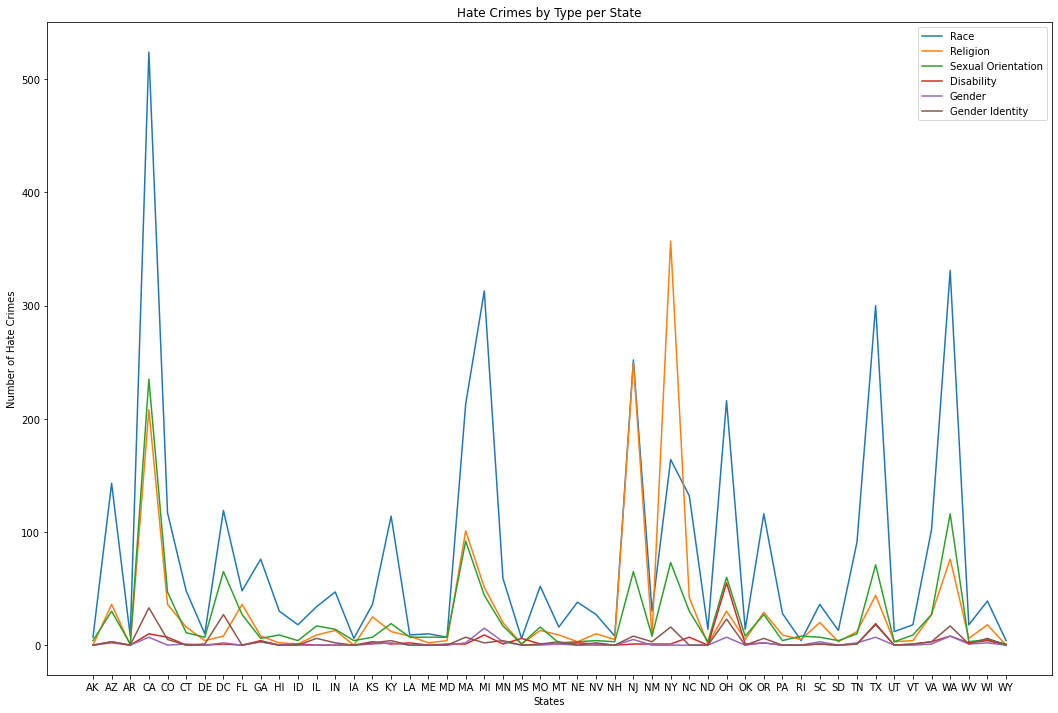 Hate Crimes by Type per State
Race
Religion
Sexual Orientation
Disability
Gender
Gender Identity
500
400
300
200
100
0
Number of Hate Crimes
AK AZ AR CA CO CT DE DC FL GA HI ID IL IN IA KS KY LA ME MD MA MI MN MS MO MT NE NV NH NJ NM NY NC ND OH OK OR PA RI SC SD TN TX UT VT VA WA WV WI WY
States